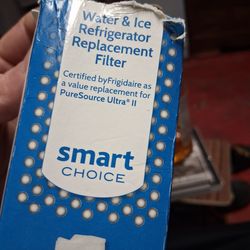 Water & Ice
Refrigerator
Replacement
Filter
Certified by Frigidaire as
a value replacement for
PureSource Ultra® II
smart
CHOICE